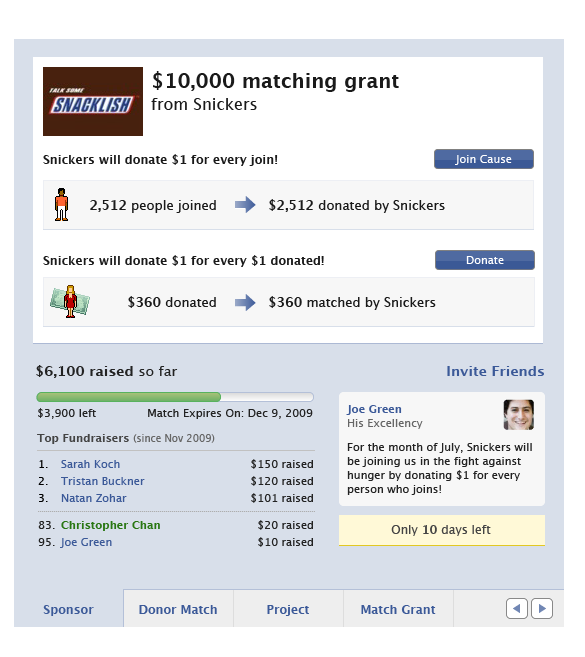 TALK SOME
SNACKLISH
$10,000 matching grant
from Snickers
Snickers will donate $1 for every join!
Join Cause
2,512 people joined
$2,512 donated by Snickers
Snickers will donate $1 for every $1 donated!
Donate
$360 donated
$360 matched by Snickers
$6,100 raised so far
Invite Friends
$3,900 left
Match Expires On: Dec 9, 2009
Top Fundraisers (since Nov 2009)
1. Sarah Koch $150 raised
2. Tristan Buckner $120 raised
3. Natan Zohar $101 raised
83. Christopher Chan $20 raised
95. Joe Green $10 raised
Joe Green
His Excellency
For the month of July, Snickers will
be joining us in the fight against
hunger by donating $1 for every
person who joins!
Only 10 days left
Sponsor
Donor Match
Project
Match Grant